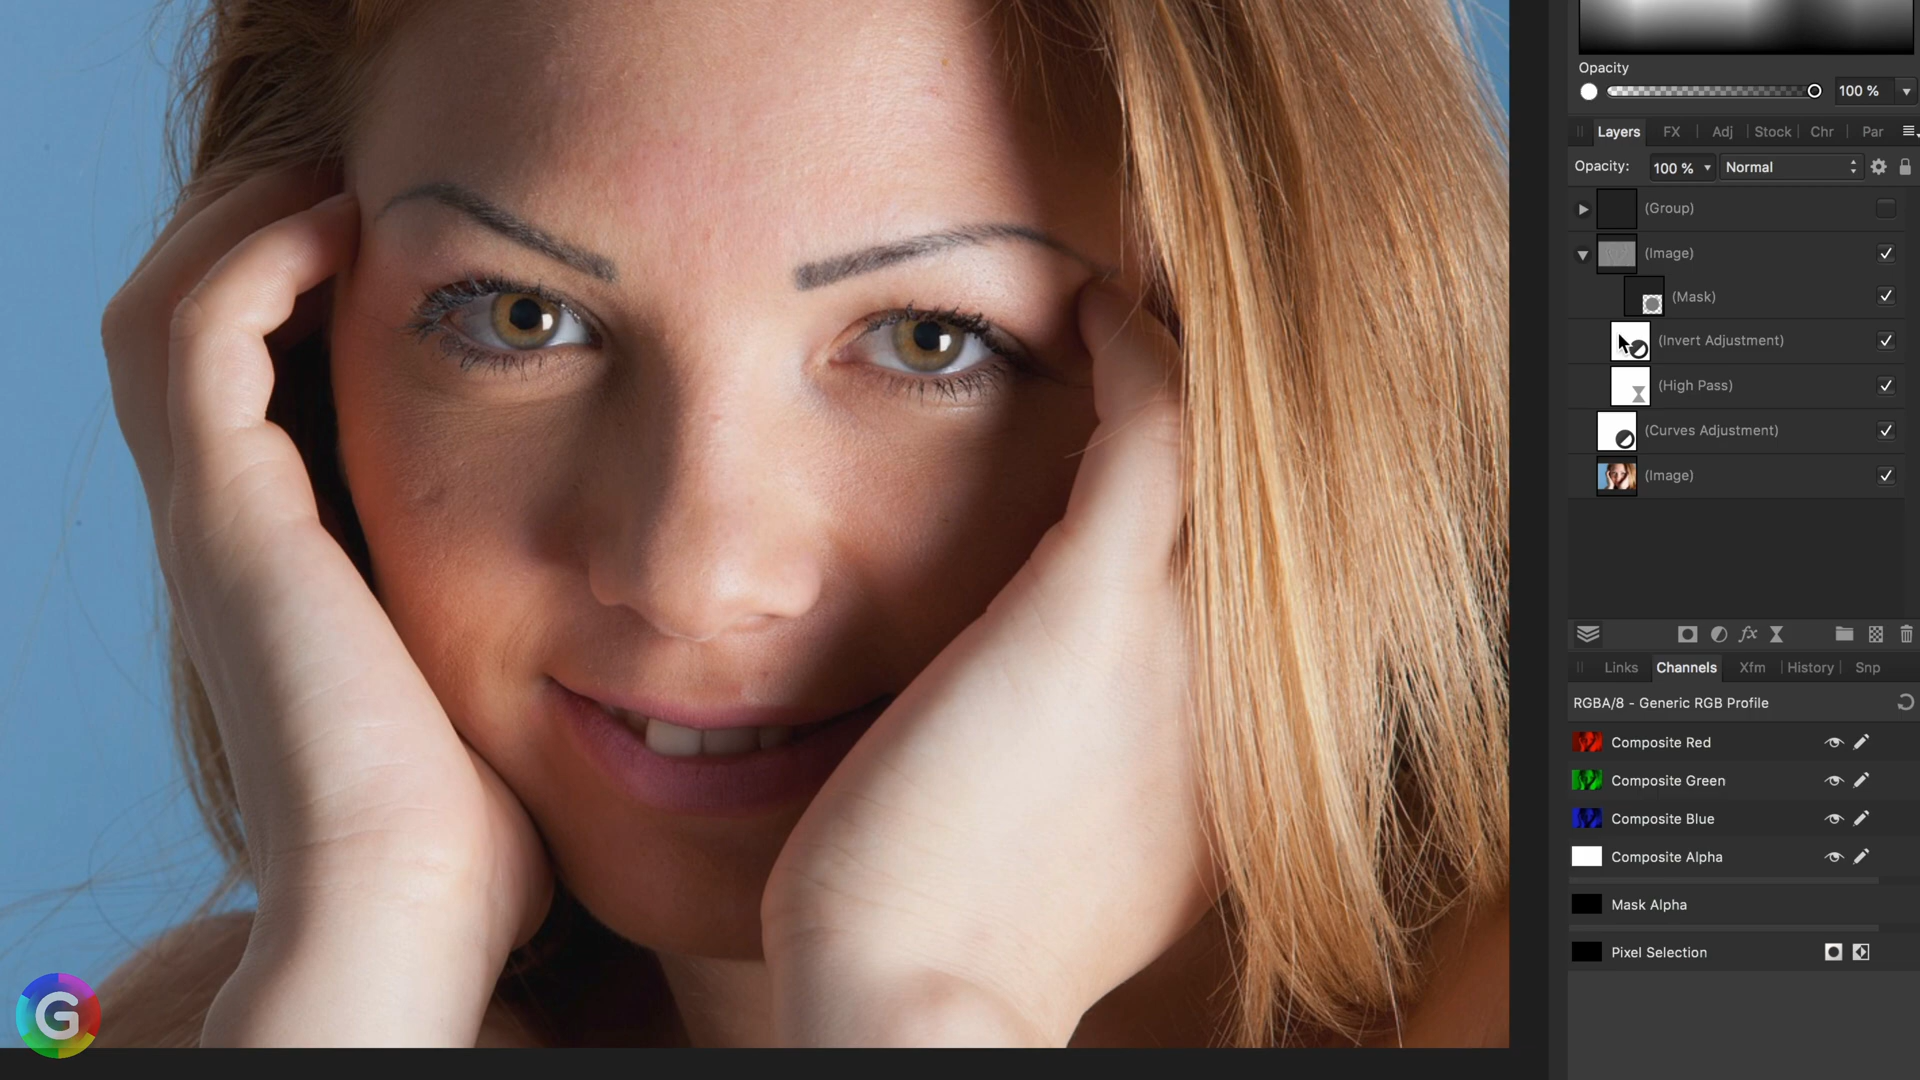 Opacity
100 %
Layers FX Adj Stock Chr Par
Opacity: 100 % Normal
(Group)
(Image)
(Mask)
(Invert Adjustment)
(High Pass)
(Curves Adjustment)
(Image)
fx
Links Channels Xfm History Snp
RGBA/8 - Generic RGB Profile
Composite Red
Composite Green
Composite Blue
Composite Alpha
Mask Alpha
Pixel Selection
G